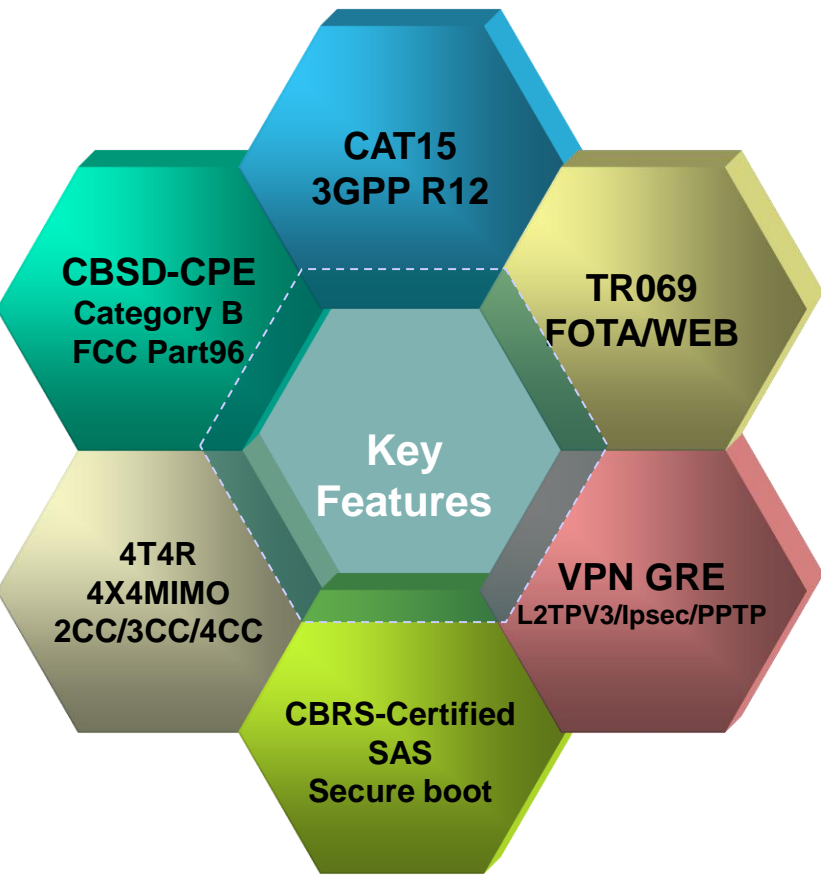 CAT15
3GPP R12
CBSD-CPE
Category B
FCC Part96
TR069
FOTA/WEB
Key
Features
4T4R
4X4MIMO
2CC/3CC/4CC
VPN GRE
L2TPV3/Ipsec/PPTP
CBRS-Certified
SAS
Secure boot